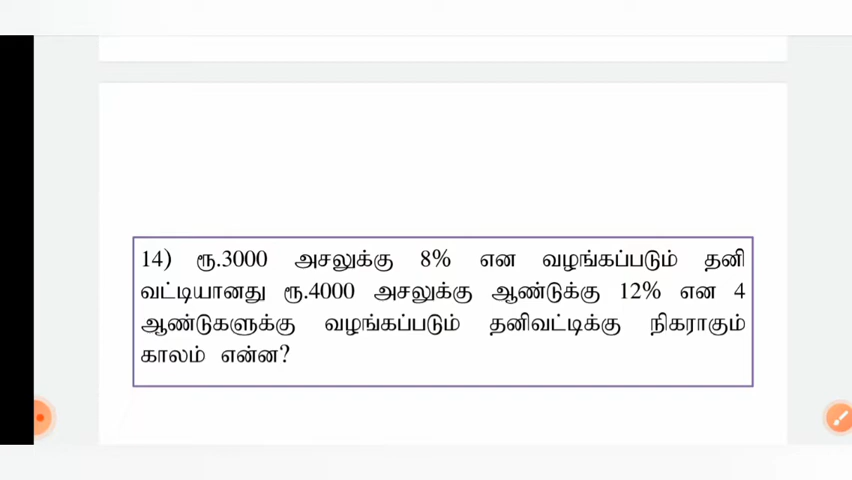 14) ரூ.3000 அசலுக்கு 8% என வழங்கப்படும் தனி
வட்டியானது ரூ.4000 அசலுக்கு ஆண்டுக்கு 12% என 4
ஆண்டுகளுக்கு வழங்கப்படும் தனிவட்டிக்கு நிகராகும்
காலம் என்ன?